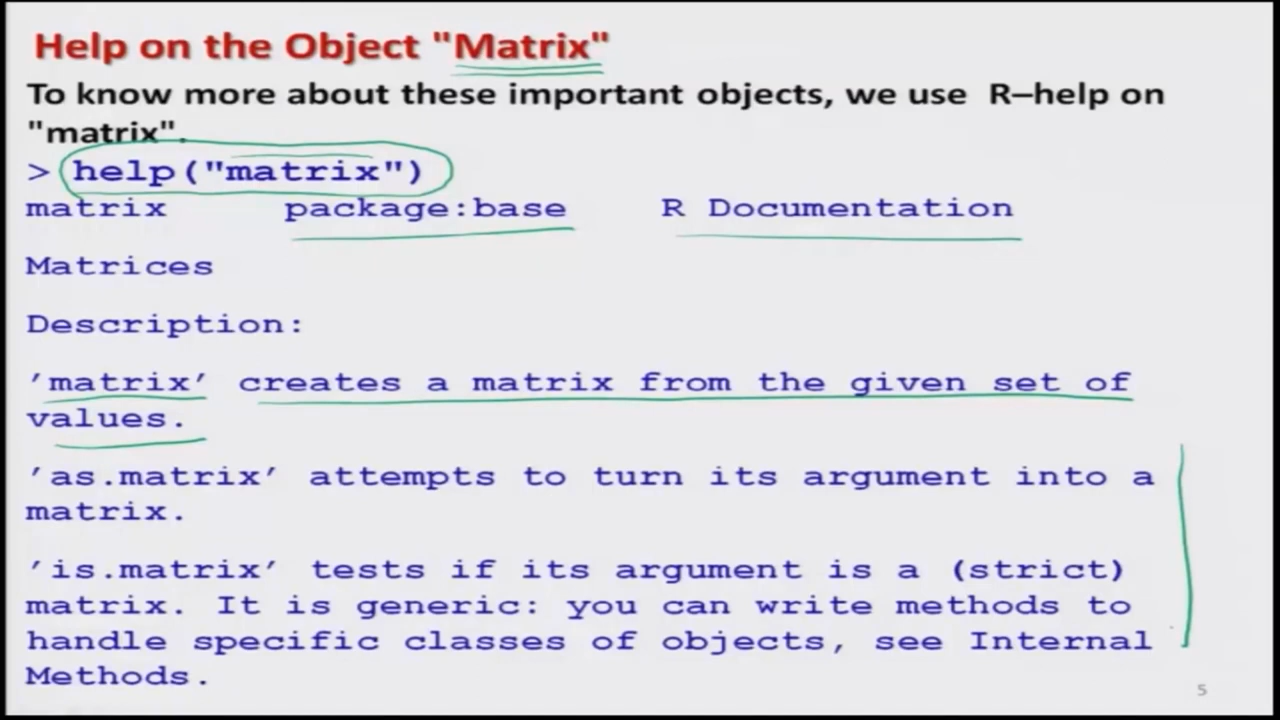 Help on the Object "Matrix"
To know more about these important objects, we use R–help on
"matrix".
> help("matrix")
matrix package:base R Documentation
Matrices
Description:
’matrix’ creates a matrix from the given set of
values.
’as.matrix’ attempts to turn its argument into a
matrix.
’is.matrix’ tests if its argument is a (strict)
matrix. It is generic: you can write methods to
handle specific classes of objects, see Internal
Methods.
5